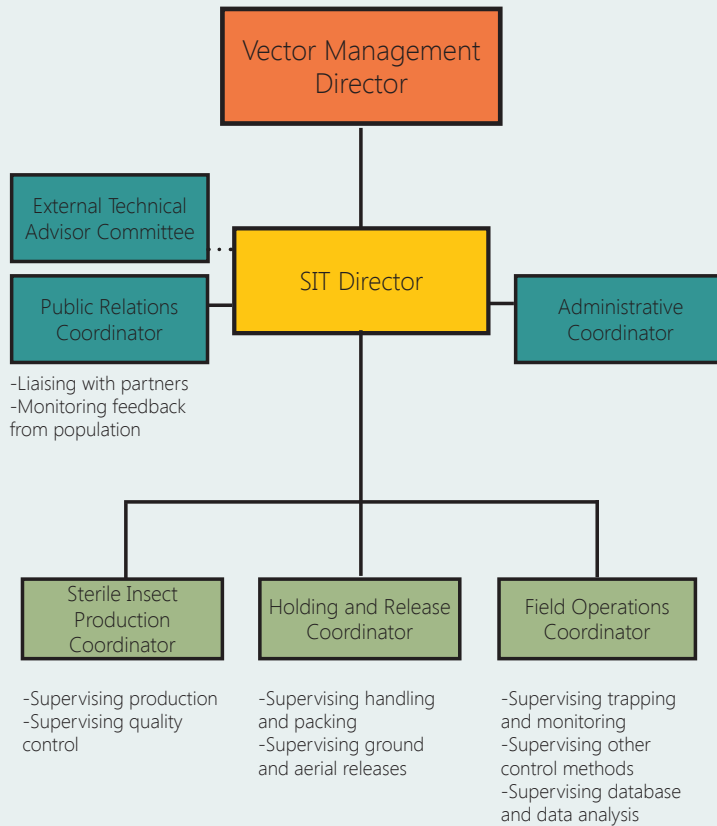 Vector Management
Director
External Technical
Advisor Committee
SIT Director
Public Relations
Coordinator
Administrative
Coordinator
-Liaising with partners
-Monitoring feedback
from population
Sterile Insect
Production
Coordinator
Holding and Release
Coordinator
Field Operations
Coordinator
-Supervising production
-Supervising quality
control
-Supervising handling
and packing
-Supervising ground
and aerial releases
-Supervising trapping
and monitoring
-Supervising other
control methods
-Supervising database
and data analysis